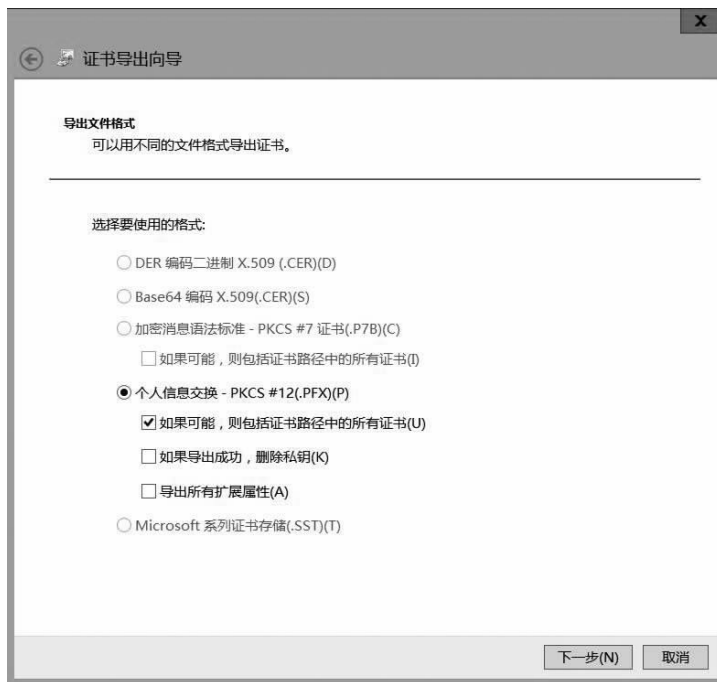 X
证书导出向导
导出文件格式
可以用不同的文件格式导出证书。
选择要使用的格式:
DER 编码二进制 X.509 (.CER)(D)
Base64 编码 X.509(.CER)(S)
加密消息语法标准 - PKCS #7 证书(.P7B)(C)
如果可能，则包括证书路径中的所有证书(I)
个人信息交换 - PKCS #12(.PFX)(P)
如果可能，则包括证书路径中的所有证书(U)
如果导出成功，删除私钥(K)
导出所有扩展属性(A)
Microsoft 系列证书存储(.SST)(T)
下一步(N) 取消